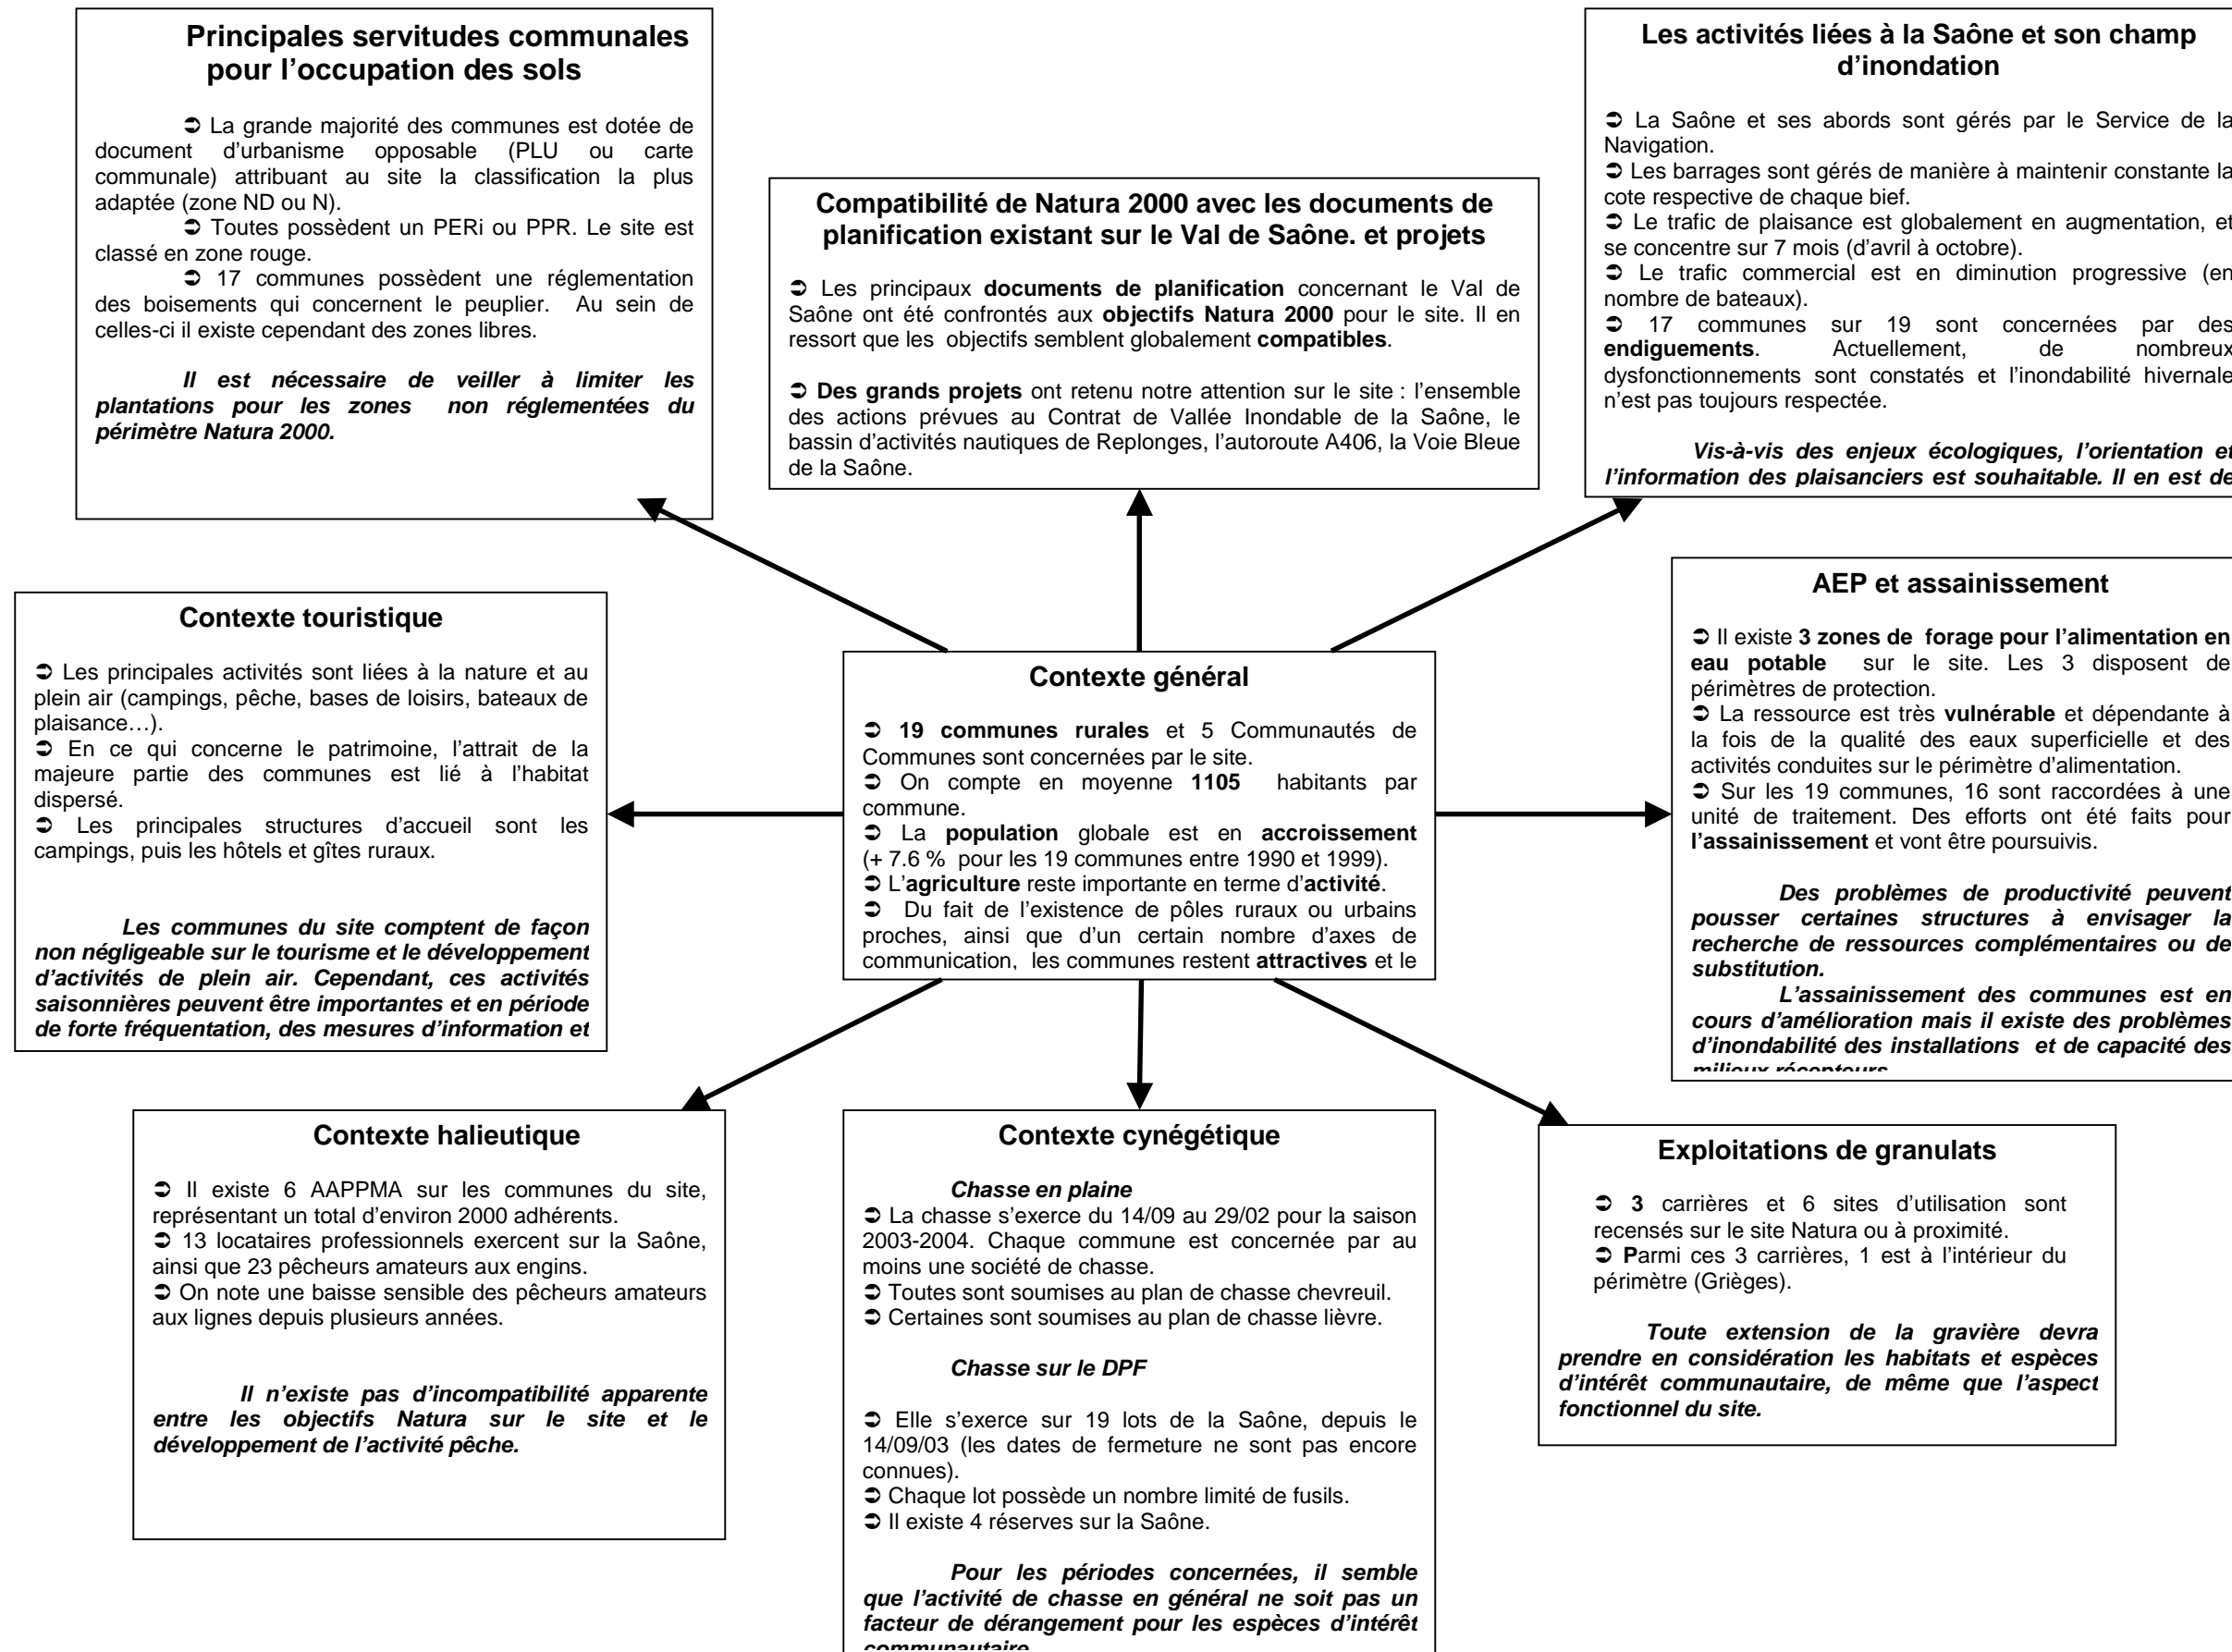 Principales servitudes communales
pour l’occupation des sols
➲ La grande majorité des communes est dotée de
document d’urbanisme opposable (PLU ou carte
communale) attribuant au site la classification la plus
adaptée (zone ND ou N).
➲ Toutes possèdent un PERi ou PPR. Le site est
classé en zone rouge.
➲ 17 communes possèdent une réglementation
des boisements qui concernent le peuplier. Au sein de
celles-ci il existe cependant des zones libres.
Il est nécessaire de veiller à limiter les
plantations pour les zones non réglementées du
périmètre Natura 2000.
Compatibilité de Natura 2000 avec les documents de
planification existant sur le Val de Saône. et projets
➲ Les principaux documents de planification concernant le Val de
Saône ont été confrontés aux objectifs Natura 2000 pour le site. Il en
ressort que les objectifs semblent globalement compatibles.
➲ Des grands projets ont retenu notre attention sur le site : l’ensemble
des actions prévues au Contrat de Vallée Inondable de la Saône, le
bassin d’activités nautiques de Replonges, l’autoroute A406, la Voie Bleue
de la Saône.
Les activités liées à la Saône et son champ
d’inondation
➲ La Saône et ses abords sont gérés par le Service de la
Navigation.
➲ Les barrages sont gérés de manière à maintenir constante la
cote respective de chaque bief.
➲ Le trafic de plaisance est globalement en augmentation, et
se concentre sur 7 mois (d’avril à octobre).
➲ Le trafic commercial est en diminution progressive (en
nombre de bateaux).
➲ 17 communes sur 19 sont concernées par des
endiguements. Actuellement, de nombreux
dysfonctionnements sont constatés et l’inondabilité hivernale
n’est pas toujours respectée.
Vis-à-vis des enjeux écologiques, l’orientation et
l’information des plaisanciers est souhaitable. Il en est de
Contexte touristique
➲ Les principales activités sont liées à la nature et au
plein air (campings, pêche, bases de loisirs, bateaux de
plaisance…).
➲ En ce qui concerne le patrimoine, l’attrait de la
majeure partie des communes est lié à l’habitat
dispersé.
➲ Les principales structures d’accueil sont les
campings, puis les hôtels et gîtes ruraux.
Les communes du site comptent de façon
non négligeable sur le tourisme et le développement
d’activités de plein air. Cependant, ces activités
saisonnières peuvent être importantes et en période
de forte fréquentation, des mesures d’information et
Contexte général
➲ 19 communes rurales et 5 Communautés de
Communes sont concernées par le site.
➲ On compte en moyenne 1105 habitants par
commune.
➲ La population globale est en accroissement
(+ 7.6 % pour les 19 communes entre 1990 et 1999).
➲ L’agriculture reste importante en terme d’activité.
➲ Du fait de l’existence de pôles ruraux ou urbains
proches, ainsi que d’un certain nombre d’axes de
communication, les communes restent attractives et le
AEP et assainissement
➲ Il existe 3 zones de forage pour l’alimentation en
eau potable sur le site. Les 3 disposent de
périmètres de protection.
➲ La ressource est très vulnérable et dépendante à
la fois de la qualité des eaux superficielle et des
activités conduites sur le périmètre d’alimentation.
➲ Sur les 19 communes, 16 sont raccordées à une
unité de traitement. Des efforts ont été faits pour
l’assainissement et vont être poursuivis.
Des problèmes de productivité peuvent
pousser certaines structures à envisager la
recherche de ressources complémentaires ou de
substitution.
L’assainissement des communes est en
cours d’amélioration mais il existe des problèmes
d’inondabilité des installations et de capacité des
milieux récepteurs
Contexte halieutique
➲ Il existe 6 AAPPMA sur les communes du site,
représentant un total d’environ 2000 adhérents.
➲ 13 locataires professionnels exercent sur la Saône,
ainsi que 23 pêcheurs amateurs aux engins.
➲ On note une baisse sensible des pêcheurs amateurs
aux lignes depuis plusieurs années.
Il n’existe pas d’incompatibilité apparente
entre les objectifs Natura sur le site et le
développement de l’activité pêche.
Contexte cynégétique
Chasse en plaine
➲ La chasse s’exerce du 14/09 au 29/02 pour la saison
2003-2004. Chaque commune est concernée par au
moins une société de chasse.
➲ Toutes sont soumises au plan de chasse chevreuil.
➲ Certaines sont soumises au plan de chasse lièvre.
Chasse sur le DPF
➲ Elle s’exerce sur 19 lots de la Saône, depuis le
14/09/03 (les dates de fermeture ne sont pas encore
connues).
➲ Chaque lot possède un nombre limité de fusils.
➲ Il existe 4 réserves sur la Saône.
Pour les périodes concernées, il semble
que l’activité de chasse en général ne soit pas un
facteur de dérangement pour les espèces d’intérêt
communautaire
Exploitations de granulats
➲ 3 carrières et 6 sites d’utilisation sont
recensés sur le site Natura ou à proximité.
➲ Parmi ces 3 carrières, 1 est à l’intérieur du
périmètre (Grièges).
Toute extension de la gravière devra
prendre en considération les habitats et espèces
d’intérêt communautaire, de même que l’aspect
fonctionnel du site.